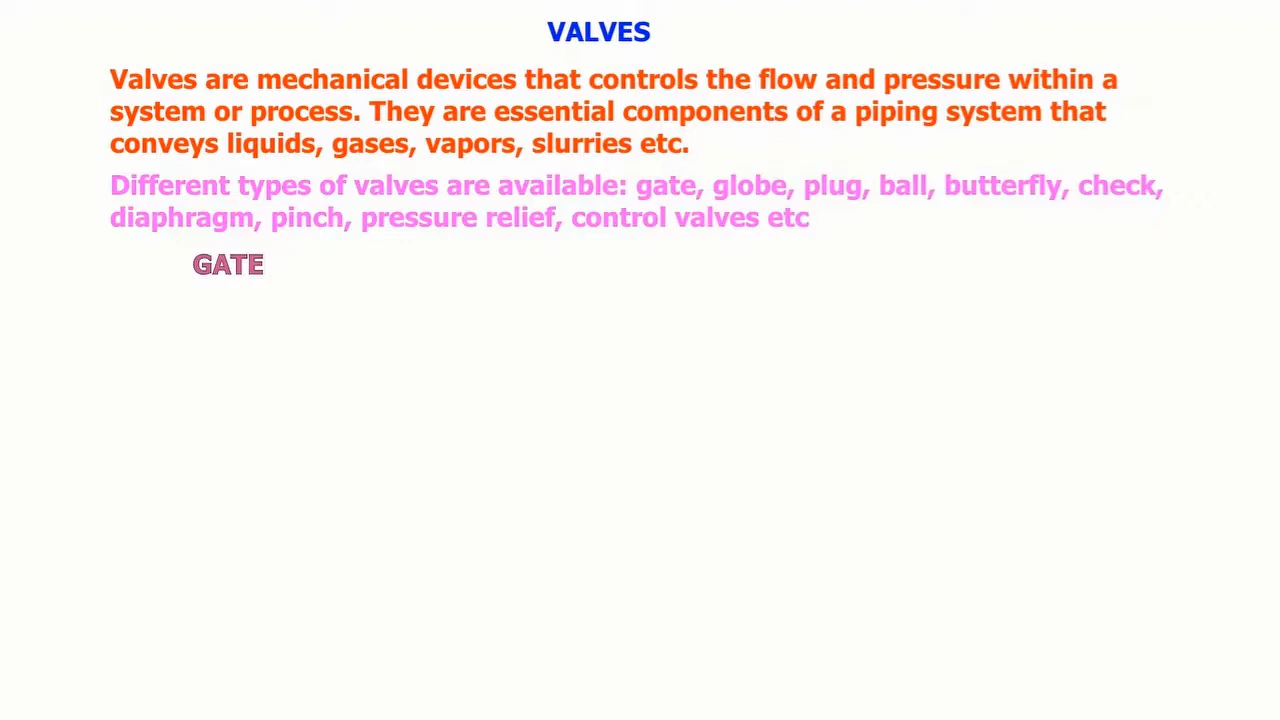 VALVES
Valves are mechanical devices that controls the flow and pressure within a
system or process. They are essential components of a piping system that
conveys liquids, gases, vapors, slurries etc.
Different types of valves are available: gate, globe, plug, ball, butterfly, check,
diaphragm, pinch, pressure relief, control valves etc
GATE